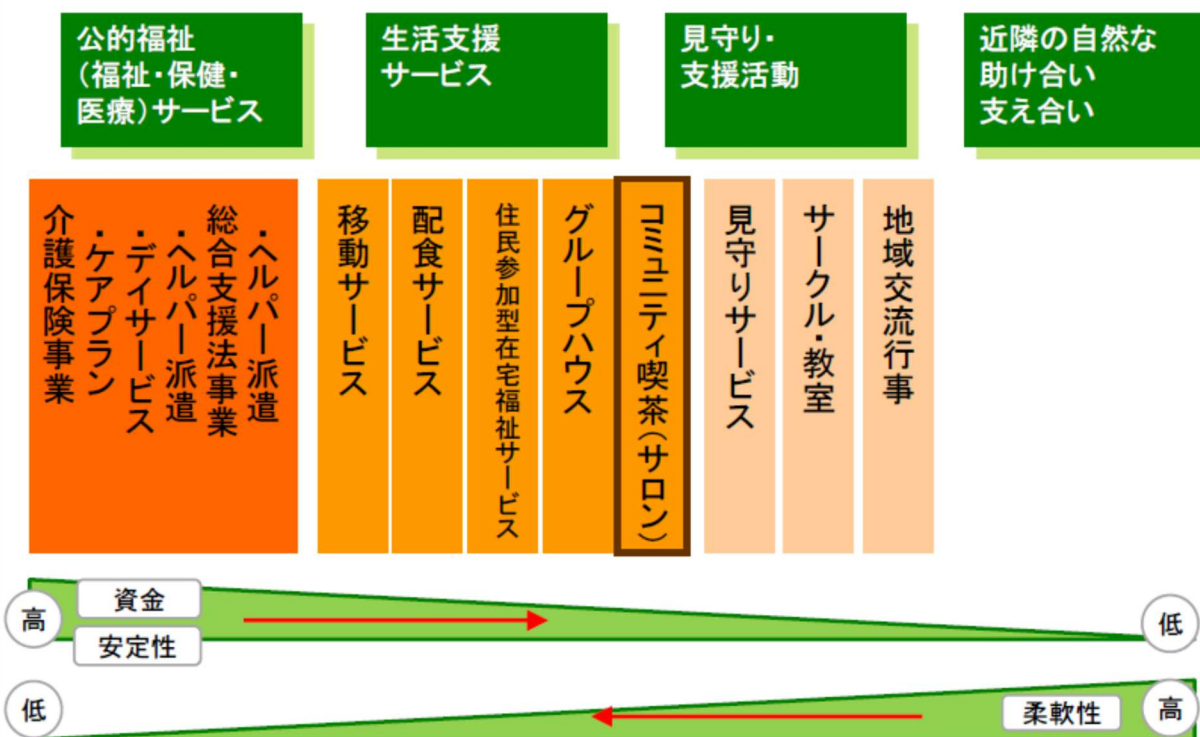 公的福祉
（福祉・保健・
医療）サービス
生活支援
サービス
見守り・
支援活動
近隣の自然な
助け合い
支え合い
介護保険事業
・ケアプラン
・デイサービス
・ヘルパー派遣
総合支援法事業
・ヘルパー派遣
移動サービス
配食サービス
住民参加型在宅福祉サービス
グループハウス
コミュニティ喫茶（サロン）
見守りサービス
サークル・教室
地域交流行事
高
資金
安定性
低
低
柔軟性
高